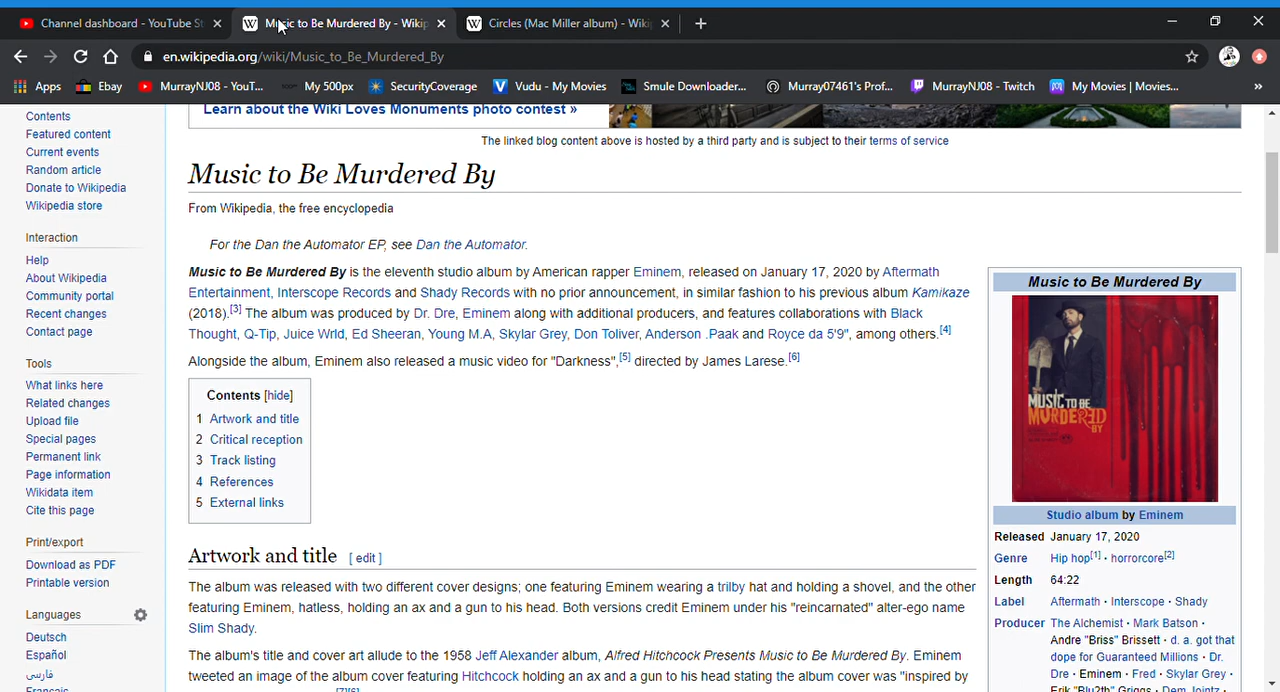 Channel dashboard - YouTube St
Music to Be Murdered By - Wikip
Circles (Mac Miller album) - Wiki
en.wikipedia.org/wiki/Music_to_Be_Murdered_By
Apps
Ebay
MurrayNJ08 - YouT...
My 500px
SecurityCoverage
Vudu - My Movies
Smule Downloader...
Murray07461's Prof...
MurrayNJ08 - Twitch
My Movies | Movies...
Contents
Featured content
Current events
Random article
Donate to Wikipedia
Wikipedia store
Interaction
Help
About Wikipedia
Community portal
Recent changes
Contact page
Tools
What links here
Related changes
Upload file
Special pages
Permanent link
Page information
Wikidata item
Cite this page
Print/export
Download as PDF
Printable version
Languages
Deutsch
Español
فارسی
Français
Learn about the Wiki Loves Monuments photo contest »
The linked blog content above is hosted by a third party and is subject to their terms of service
Music to Be Murdered By
From Wikipedia, the free encyclopedia
For the Dan the Automator EP, see Dan the Automator.
Music to Be Murdered By is the eleventh studio album by American rapper Eminem, released on January 17, 2020 by Aftermath
Entertainment, Interscope Records and Shady Records with no prior announcement, in similar fashion to his previous album Kamikaze
(2018).[3] The album was produced by Dr. Dre, Eminem along with additional producers, and features collaborations with Black
Thought, Q-Tip, Juice Wrld, Ed Sheeran, Young M.A, Skylar Grey, Don Toliver, Anderson .Paak and Royce da 5'9", among others.[4]
Alongside the album, Eminem also released a music video for "Darkness",[5] directed by James Larese.[6]
Contents [hide]
1 Artwork and title
2 Critical reception
3 Track listing
4 References
5 External links
Artwork and title [ edit ]
The album was released with two different cover designs; one featuring Eminem wearing a trilby hat and holding a shovel, and the other
featuring Eminem, hatless, holding an ax and a gun to his head. Both versions credit Eminem under his "reincarnated" alter-ego name
Slim Shady.
The album's title and cover art allude to the 1958 Jeff Alexander album, Alfred Hitchcock Presents Music to Be Murdered By. Eminem
tweeted an image of the album cover featuring Hitchcock holding an ax and a gun to his head stating the album cover was "inspired by
[7][6]
Music to Be Murdered By
MUSIC TO BE
MURDERED
BY
Studio album by Eminem
Released January 17, 2020
Genre Hip hop[1] · horrorcore[2]
Length 64:22
Label Aftermath · Interscope · Shady
Producer The Alchemist · Mark Batson ·
Andre "Briss" Brissett · d. a. got that
dope for Guaranteed Millions · Dr.
Dre · Eminem · Fred · Skylar Grey ·
Erik "Blu2th" Griggs · Dem Jointz ·